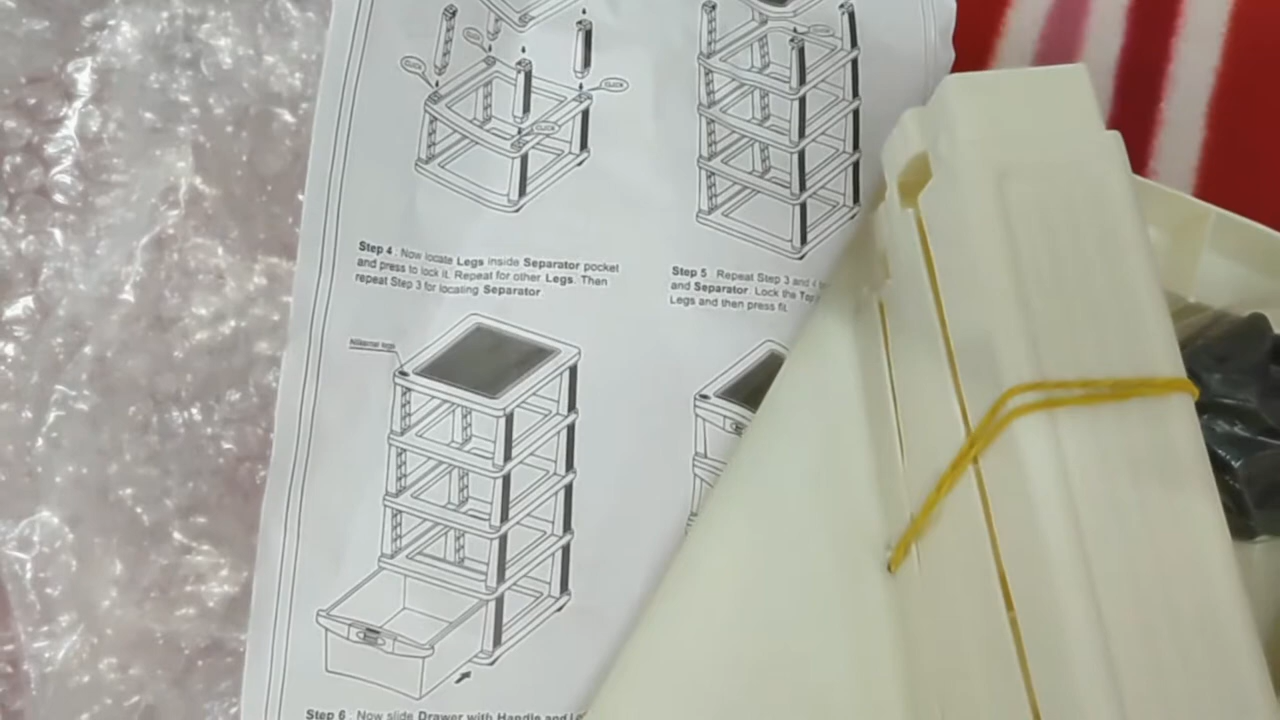 CLICK
CLICK
CLICK
CLICK
Step 4 : Now locate Legs inside Separator pocket
and press to lock it. Repeat for other Legs. Then
repeat Step 3 for locating Separator.
Step 5 Repeat Step 3 and 4
and Separator. Lock the Top
Legs and then press fit.
Step 6 : Now slide Drawer with Handle and